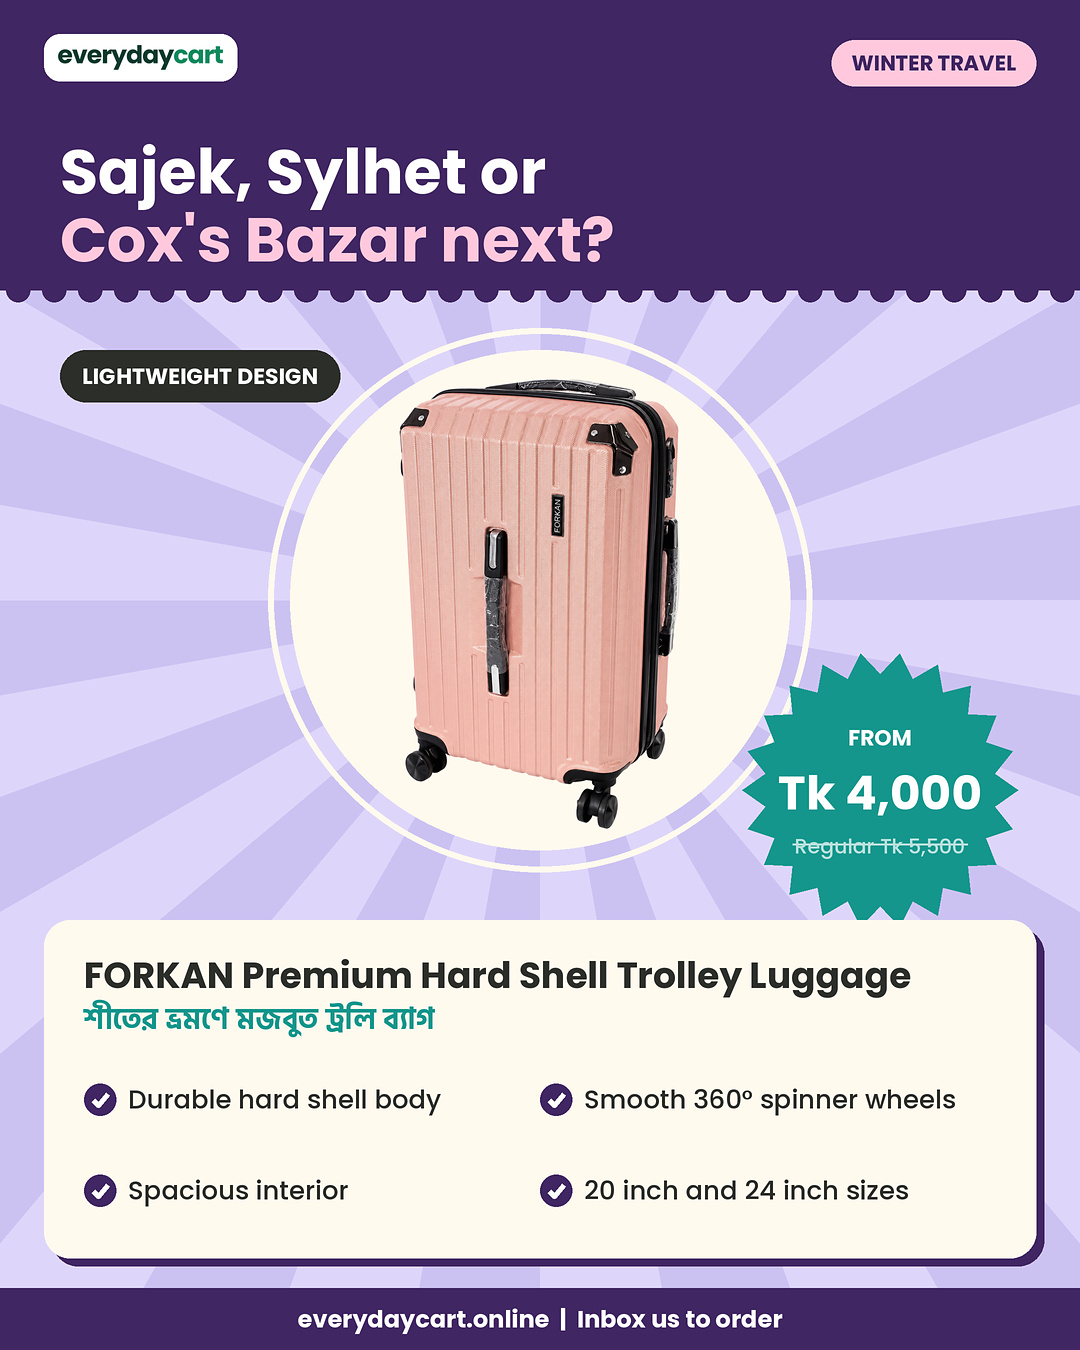 everydaycart
WINTER TRAVEL
Sajek, Sylhet or
Cox's Bazar next?
LIGHTWEIGHT DESIGN
FORKAN
FROM
Tk 4,000
Regular Tk 5,500
FORKAN Premium Hard Shell Trolley Luggage
শীতের ভ্রমণে মজবুত ট্রলি ব্যাগ
Durable hard shell body
Smooth 360° spinner wheels
Spacious interior
20 inch and 24 inch sizes
everydaycart.online | Inbox us to order